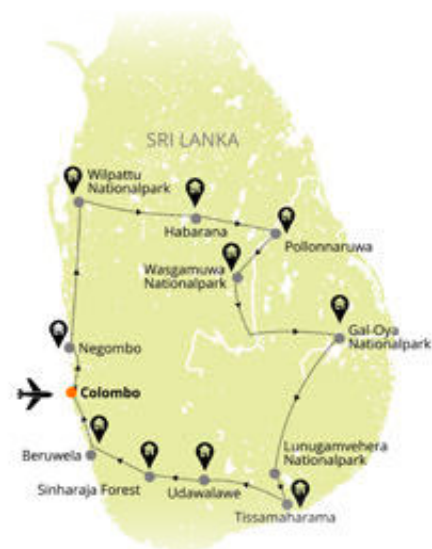 SRI LANKA
Wilpattu
Nationalpark
Habarana
Pollonnaruwa
Wasgamuwa
Nationalpark
Gal-Oya
Nationalpark
Negombo
Colombo
Lunugamvehera
Nationalpark
Beruwela
Sinharaja Forest
Udawalawe
Tissamaharama